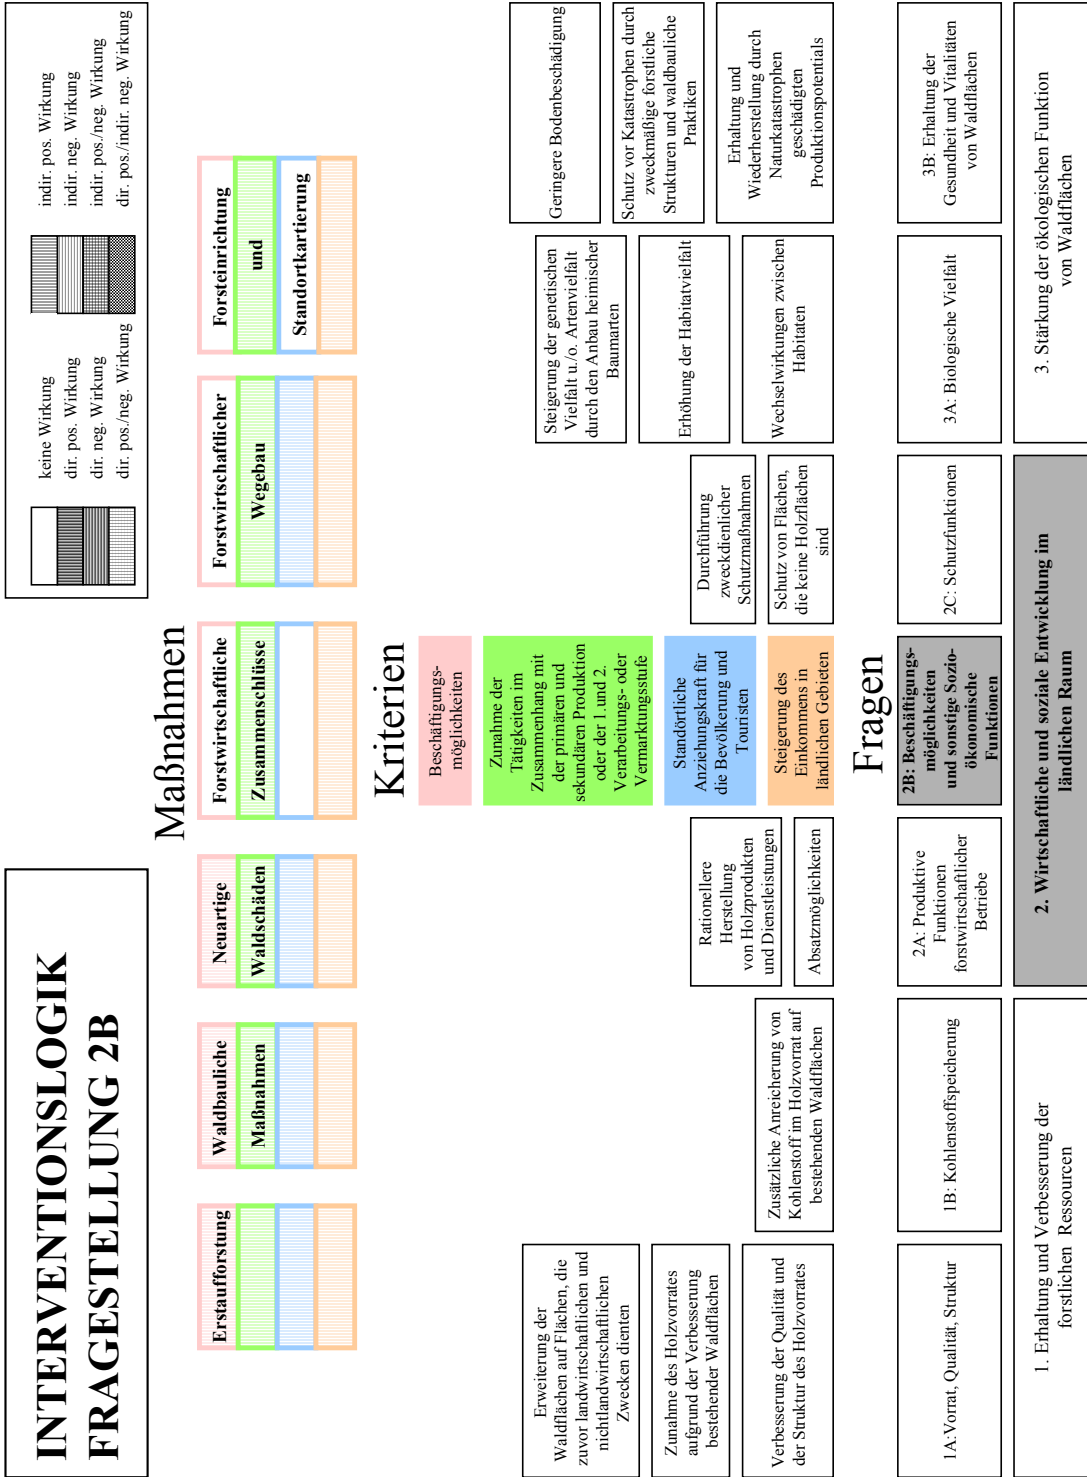 INTERVENTIONSLOGIK
FRAGESTELLUNG 2B
keine Wirkung
dir. pos. Wirkung
dir. neg. Wirkung
dir. pos./neg. Wirkung
indir. pos. Wirkung
indir. neg. Wirkung
indir. pos./neg. Wirkung
dir. pos./indir. neg. Wirkung
Maßnahmen
Erstaufforstung
Waldbauliche
Maßnahmen
Neuartige
Waldschäden
Forstwirtschaftliche
Zusammenschlüsse
Forstwirtschaftlicher
Wegebau
Forsteinrichtung
und
Standortkartierung
Kriterien
Erweiterung der
Waldflächen auf Flächen, die
zuvor landwirtschaftlichen und
nichtlandwirtschaftlichen
Zwecken dienten
Zunahme des Holzvorrates
aufgrund der Verbesserung
bestehender Waldflächen
Verbesserung der Qualität und
der Struktur des Holzvorrates
Zusätzliche Anreicherung von
Kohlenstoff im Holzvorrat auf
bestehenden Waldflächen
Rationellere
Herstellung
von Holzprodukten
und Dienstleistungen
Absatzmöglichkeiten
Beschäftigungs-
möglichkeiten
Zunahme der
Tätigkeiten im
Zusammenhang mit
der primären und
sekundären Produktion
oder der 1.und 2.
Verarbeitungs- oder
Vermarktungsstufe
Standörtliche
Anziehungskraft für
die Bevölkerung und
Touristen
Steigerung des
Einkommens in
ländlichen Gebieten
Durchführung
zweckdienlicher
Schutzmaßnahmen
Schutz von Flächen,
die keine Holzflächen
sind
Steigerung der genetischen
Vielfalt u./o. Artenvielfalt
durch den Anbau heimischer
Baumarten
Erhöhung der Habitatvielfalt
Wechselwirkungen zwischen
Habitaten
Geringere Bodenbeschädigung
Schutz vor Katastrophen durch
zweckmäßige forstliche
Strukturen und waldbauliche
Praktiken
Erhaltung und
Wiederherstellung durch
Naturkatastrophen
geschädigten
Produktionspotentials
Fragen
1A:Vorrat, Qualität, Struktur
1B: Kohlenstoffspeicherung
2A: Produktive
Funktionen
forstwirtschaftlicher
Betriebe
2B: Beschäftigungs-
möglichkeiten
und sonstige Sozio-
ökonomische
Funktionen
2C: Schutzfunktionen
3A: Biologische Vielfalt
3B: Erhaltung der
Gesundheit und Vitalitäten
von Waldflächen
1. Erhaltung und Verbesserung der
forstlichen Ressourcen
2. Wirtschaftliche und soziale Entwicklung im
ländlichen Raum
3. Stärkung der ökologischen Funktion
von Waldflächen